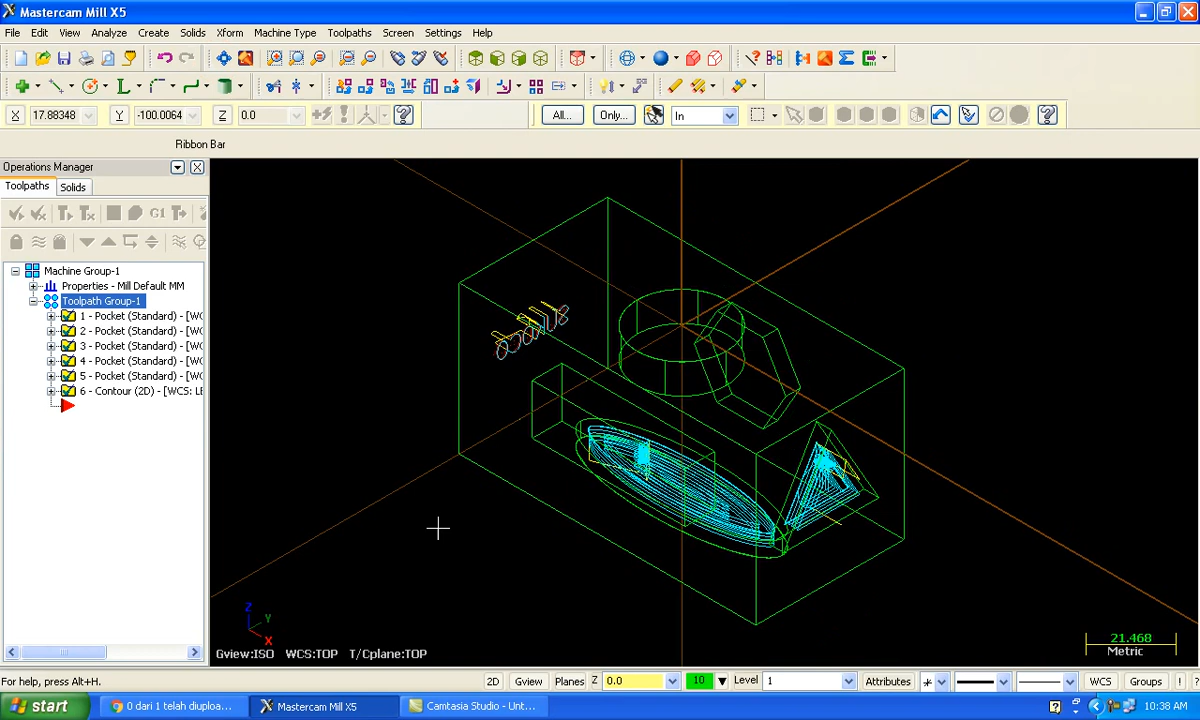 Mastercam Mill X5
File Edit View Analyze Create Solids Xform Machine Type Toolpaths Screen Settings Help
X 17.88348 Y -100.0064 Z 0.0 All... Only... In
Ribbon Bar
Operations Manager
Toolpaths Solids
G1
Machine Group-1
Properties - Mill Default MM
Toolpath Group-1
1 - Pocket (Standard) - [WC
2 - Pocket (Standard) - [WC
3 - Pocket (Standard) - [WC
4 - Pocket (Standard) - [WC
5 - Pocket (Standard) - [WC
6 - Contour (2D) - [WCS: LE
Z Y X
Gview:ISO WCS:TOP T/Cplane:TOP
21.468
Metric
For help, press Alt+H. 2D Gview Planes Z 0.0 10 Level 1 Attributes WCS Groups ! ?
start 0 dari 1 telah diuploa... Mastercam Mill X5 Camtasia Studio - Unt... 10:38 AM